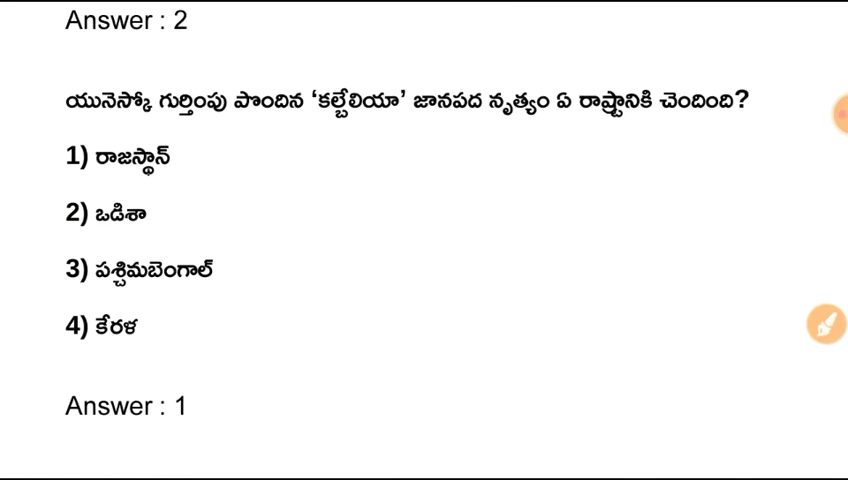 Answer : 2
యునెస్కో గుర్తింపు పొందిన ‘కల్బేలియా’ జానపద నృత్యం ఏ రాష్ట్రానికి చెందింది?
1) రాజస్థాన్
2) ఒడిశా
3) పశ్చిమబెంగాల్
4) కేరళ
Answer : 1